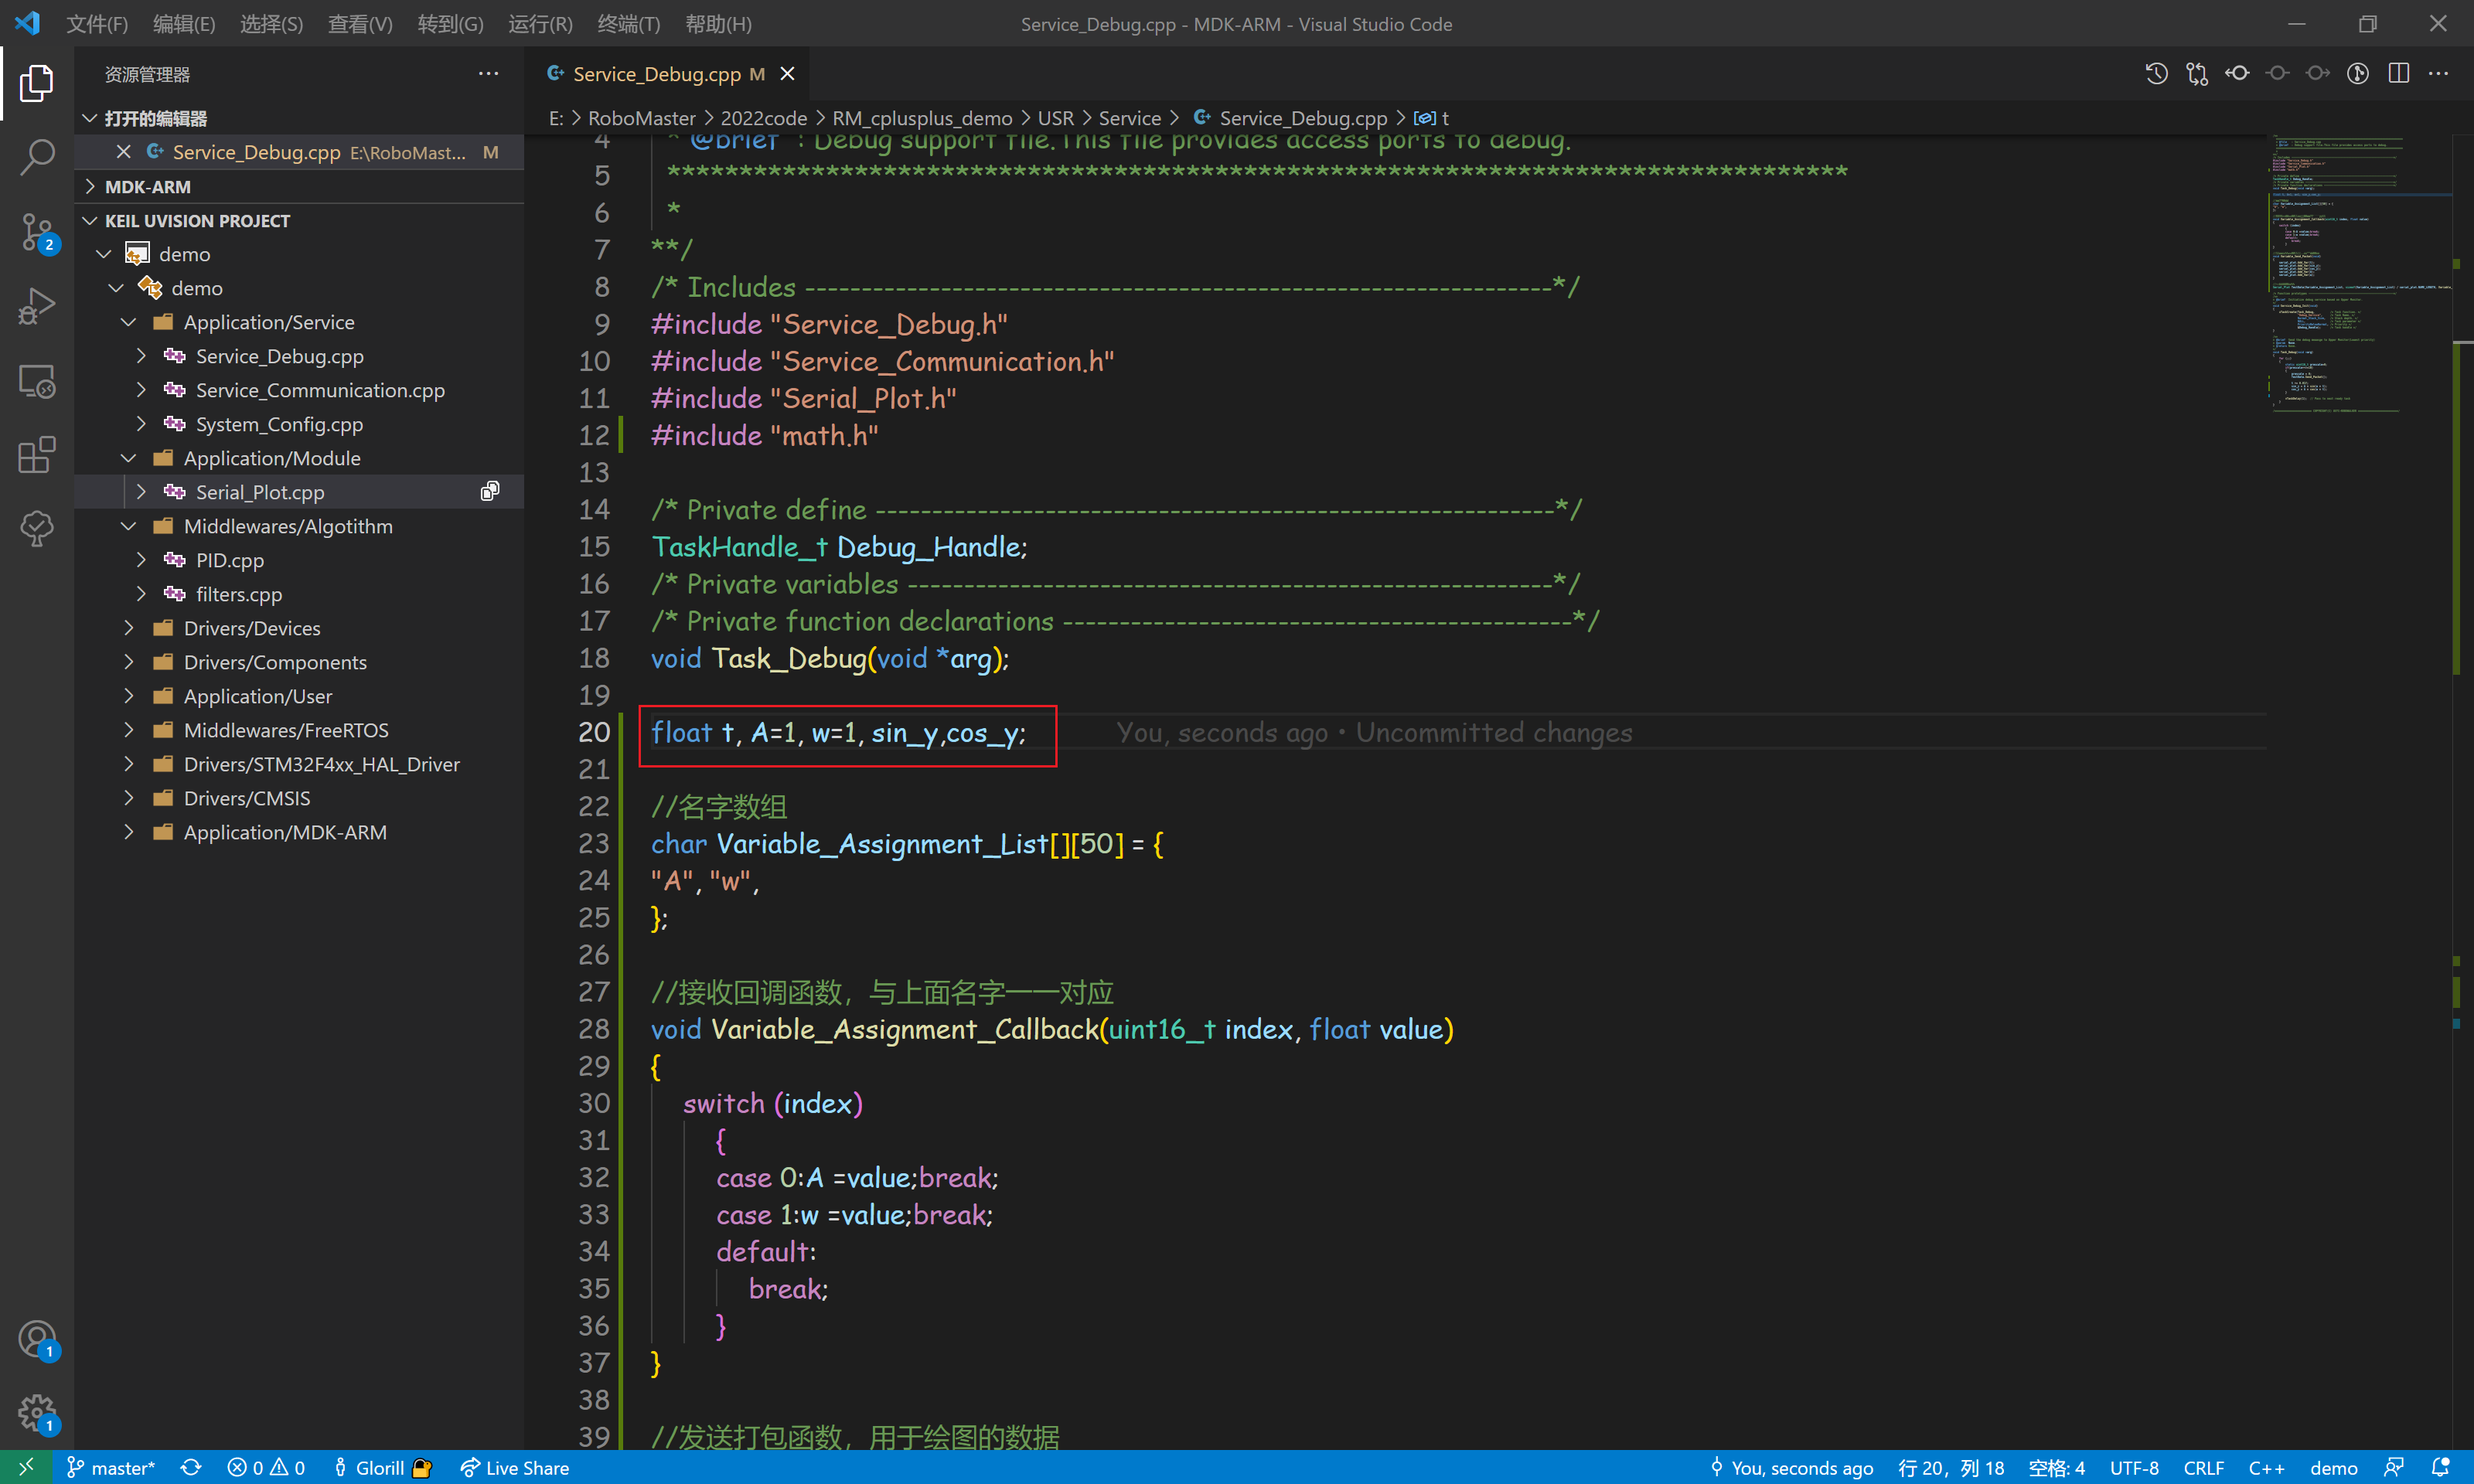 文件(F) 编辑(E) 选择(S) 查看(V) 转到(G) 运行(R) 终端(T) 帮助(H) Service_Debug.cpp - MDK-ARM - Visual Studio Code
资源管理器 ···
Service_Debug.cpp M
打开的编辑器
Service_Debug.cpp E:\RoboMast... M
E: > RoboMaster > 2022code > RM_cplusplus_demo > USR > Service > Service_Debug.cpp > t
MDK-ARM
KEIL UVISION PROJECT
demo
demo
Application/Service
Service_Debug.cpp
Service_Communication.cpp
System_Config.cpp
Application/Module
Serial_Plot.cpp
Middlewares/Algotithm
PID.cpp
filters.cpp
Drivers/Devices
Drivers/Components
Application/User
Middlewares/FreeRTOS
Drivers/STM32F4xx_HAL_Driver
Drivers/CMSIS
Application/MDK-ARM
2
1
1
4 * @brief : Debug support file.This file provides access ports to debug.
5 ******************************************************************************
6 *
7 **/
8 /* Includes ------------------------------------------------------------------*/
9 #include "Service_Debug.h"
10 #include "Service_Communication.h"
11 #include "Serial_Plot.h"
12 #include "math.h"
13
14 /* Private define ------------------------------------------------------------*/
15 TaskHandle_t Debug_Handle;
16 /* Private variables ---------------------------------------------------------*/
17 /* Private function declarations ---------------------------------------------*/
18 void Task_Debug(void *arg);
19
20 float t, A=1, w=1, sin_y,cos_y; You, seconds ago • Uncommitted changes
21
22 //名字数组
23 char Variable_Assignment_List[][50] = {
24 "A", "w",
25 };
26
27 //接收回调函数，与上面名字一一对应
28 void Variable_Assignment_Callback(uint16_t index, float value)
29 {
30 switch (index)
31 {
32 case 0:A =value;break;
33 case 1:w =value;break;
34 default:
35 break;
36 }
37 }
38
39 //发送打包函数，用于绘图的数据
master* 0 0 Glorill Live Share You, seconds ago 行 20，列 18 空格: 4 UTF-8 CRLF C++ demo